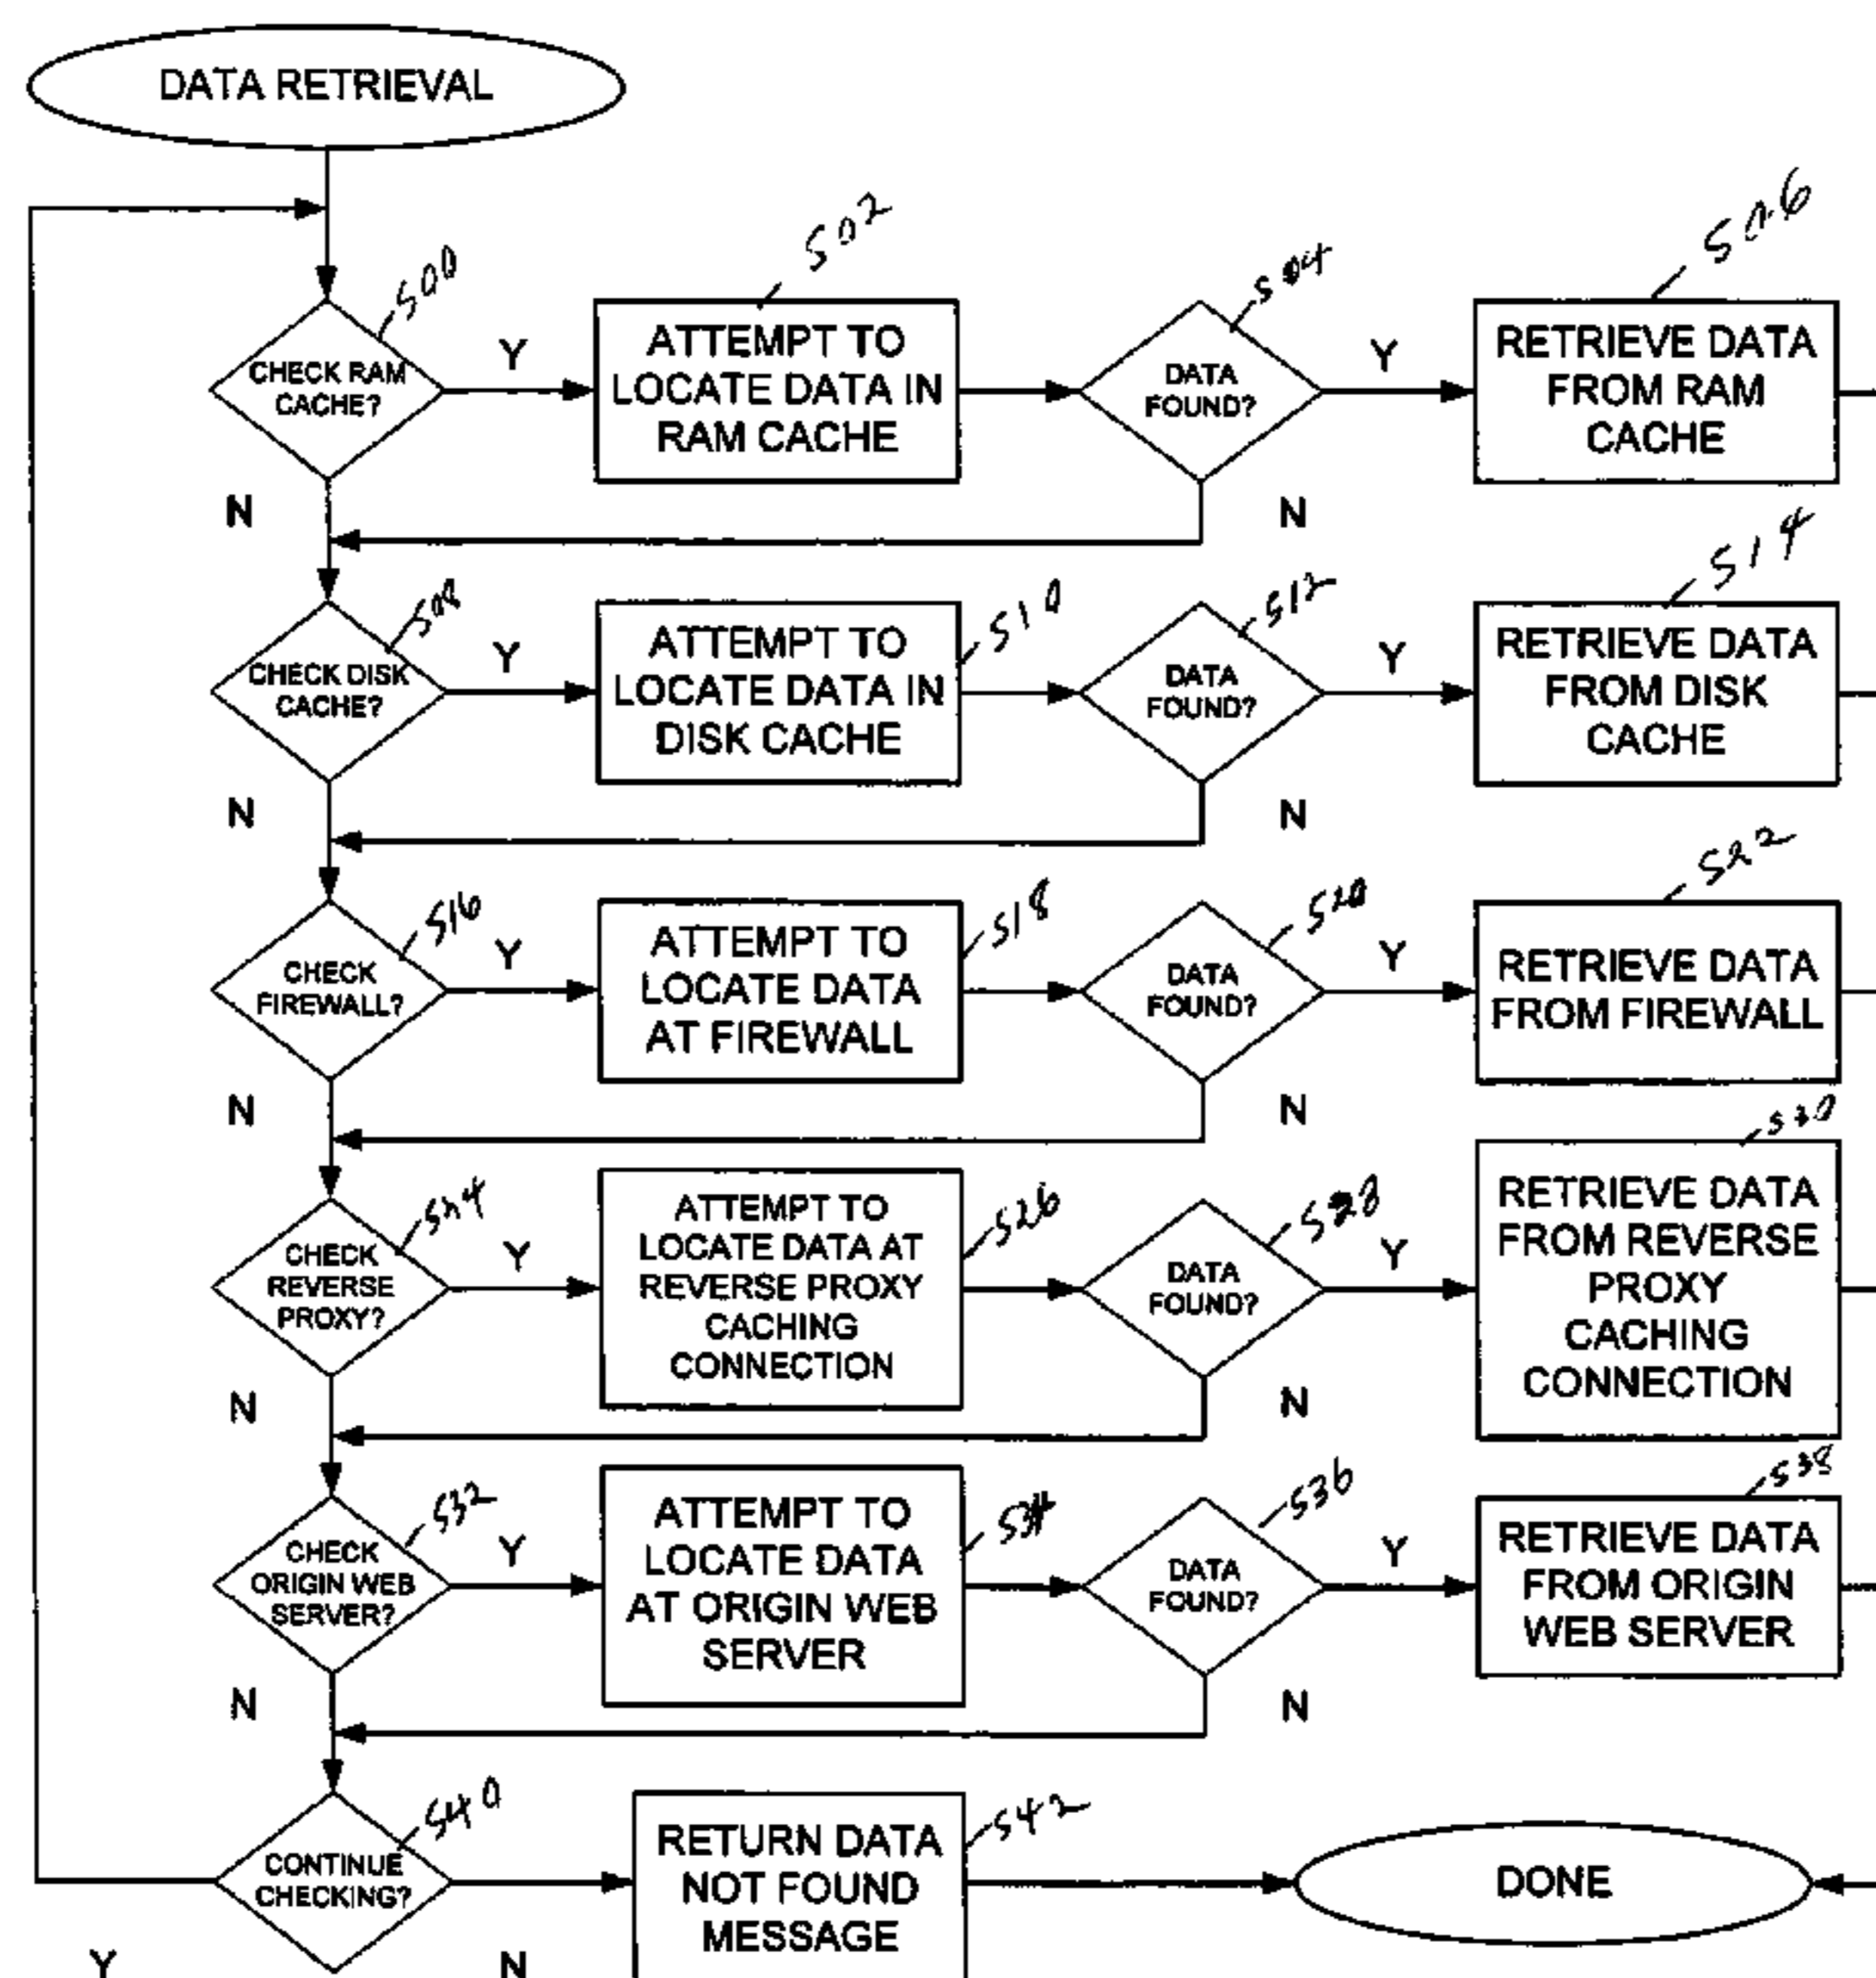 DATA RETRIEVAL
500
502
504
506
CHECK RAM
CACHE?
Y
ATTEMPT TO
LOCATE DATA IN
RAM CACHE
DATA
FOUND?
Y
RETRIEVE DATA
FROM RAM
CACHE
N
N
508
510
512
514
CHECK DISK
CACHE?
Y
ATTEMPT TO
LOCATE DATA IN
DISK CACHE
DATA
FOUND?
Y
RETRIEVE DATA
FROM DISK
CACHE
N
N
516
518
520
522
CHECK
FIREWALL?
Y
ATTEMPT TO
LOCATE DATA
AT FIREWALL
DATA
FOUND?
Y
RETRIEVE DATA
FROM FIREWALL
N
N
524
526
528
530
CHECK
REVERSE
PROXY?
Y
ATTEMPT TO
LOCATE DATA AT
REVERSE PROXY
CACHING
CONNECTION
DATA
FOUND?
Y
RETRIEVE DATA
FROM REVERSE
PROXY
CACHING
CONNECTION
N
N
532
534
536
538
CHECK
ORIGIN WEB
SERVER?
Y
ATTEMPT TO
LOCATE DATA
AT ORIGIN WEB
SERVER
DATA
FOUND?
Y
RETRIEVE DATA
FROM ORIGIN
WEB SERVER
N
N
540
542
CONTINUE
CHECKING?
RETURN DATA
NOT FOUND
MESSAGE
DONE
Y
N